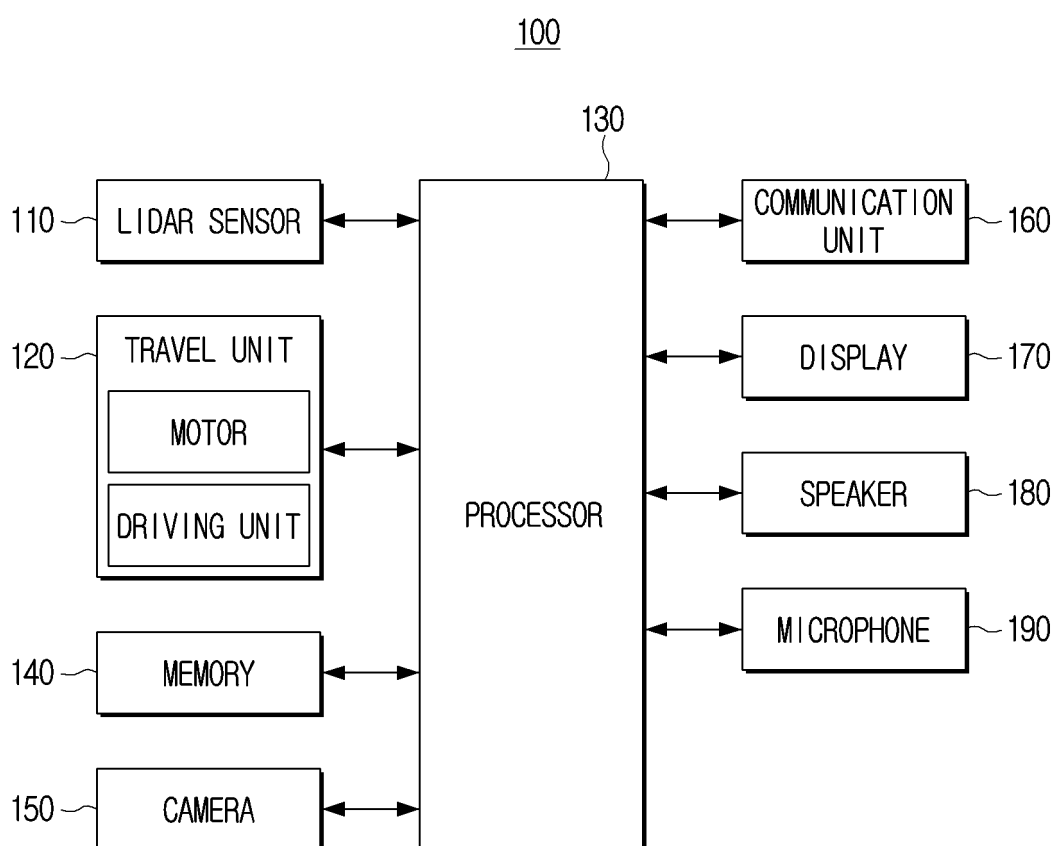 100
130
110
LIDAR SENSOR
COMMUNICATION
UNIT
160
120
TRAVEL UNIT
MOTOR
DRIVING UNIT
DISPLAY
170
PROCESSOR
SPEAKER
180
140
MEMORY
MICROPHONE
190
150
CAMERA